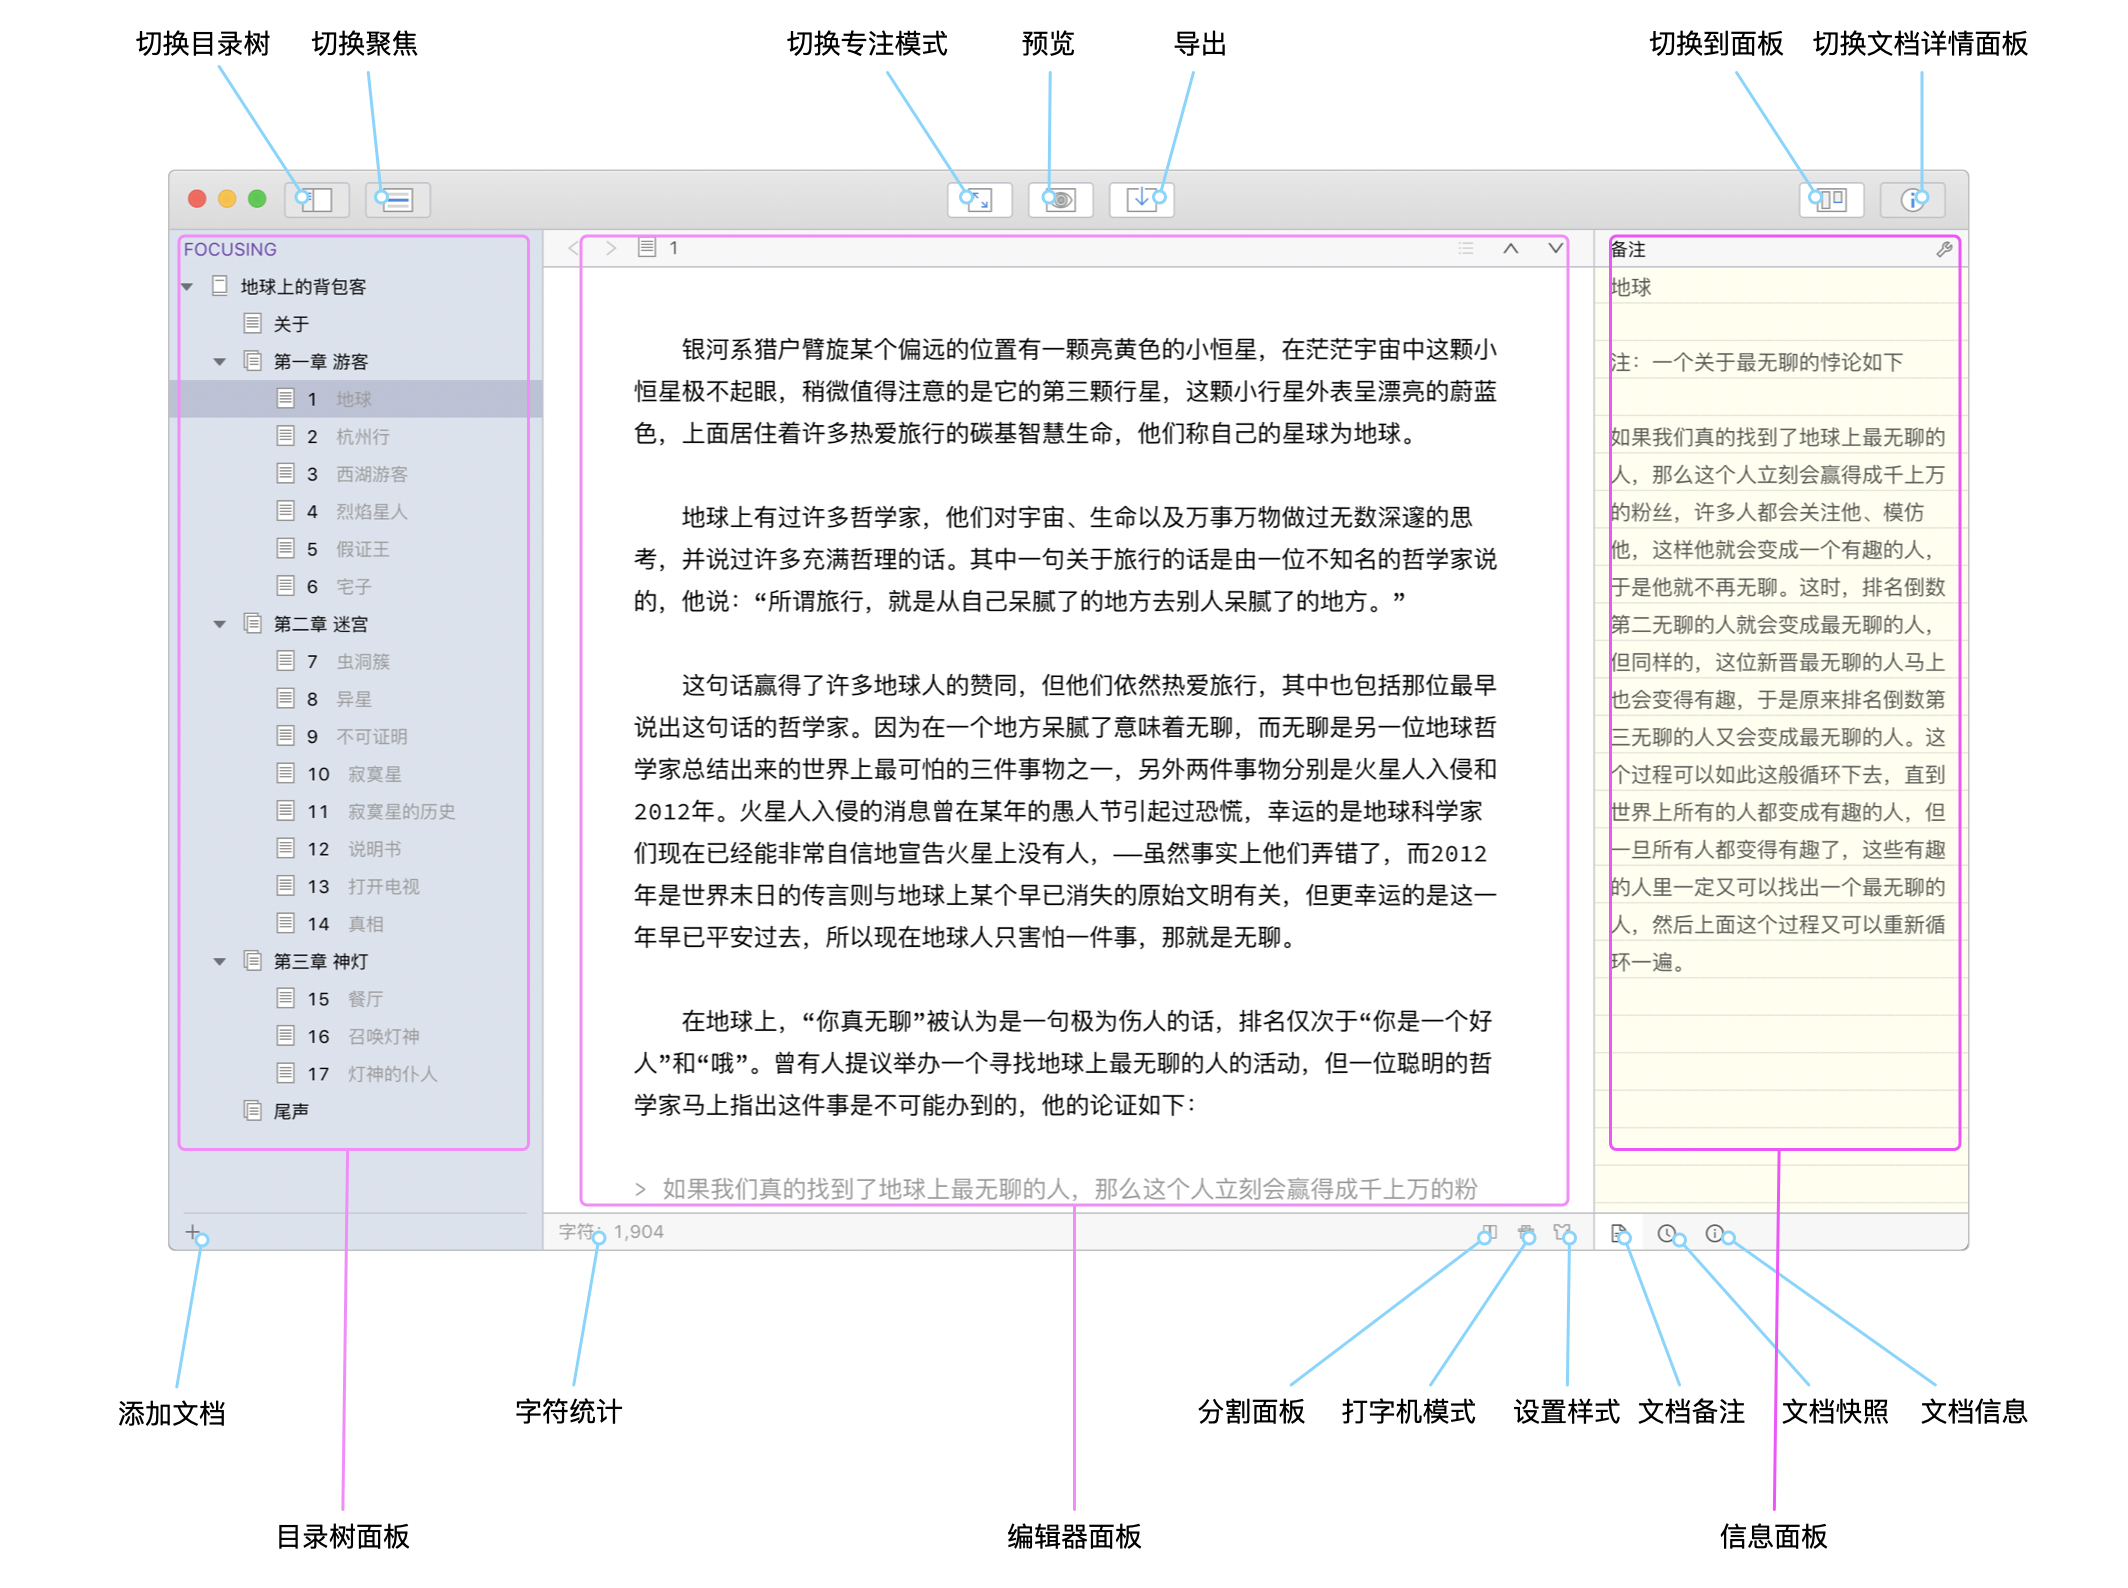 切换目录树
切换聚焦
切换专注模式
预览
导出
切换到面板
切换文档详情面板
FOCUSING
地球上的背包客
关于
第一章 游客
1 地球
2 杭州行
3 西湖游客
4 烈焰星人
5 假证王
6 宅子
第二章 迷宫
7 虫洞簇
8 异星
9 不可证明
10 寂寞星
11 寂寞星的历史
12 说明书
13 打开电视
14 真相
第三章 神灯
15 餐厅
16 召唤灯神
17 灯神的仆人
尾声
1
银河系猎户臂旋某个偏远的位置有一颗亮黄色的小恒星，在茫茫宇宙中这颗小
恒星极不起眼，稍微值得注意的是它的第三颗行星，这颗小行星外表呈漂亮的蔚蓝
色，上面居住着许多热爱旅行的碳基智慧生命，他们称自己的星球为地球。
地球上有过许多哲学家，他们对宇宙、生命以及万事万物做过无数深邃的思
考，并说过许多充满哲理的话。其中一句关于旅行的话是由一位不知名的哲学家说
的，他说：“所谓旅行，就是从自己呆腻了的地方去别人呆腻了的地方。”
这句话赢得了许多地球人的赞同，但他们依然热爱旅行，其中也包括那位最早
说出这句话的哲学家。因为在一个地方呆腻了意味着无聊，而无聊是另一位地球哲
学家总结出来的世界上最可怕的三件事物之一，另外两件事物分别是火星人入侵和
2012年。火星人入侵的消息曾在某年的愚人节引起过恐慌，幸运的是地球科学家
们现在已经能非常自信地宣告火星上没有人，——虽然事实上他们弄错了，而2012
年是世界末日的传言则与地球上某个早已消失的原始文明有关，但更幸运的是这一
年早已平安过去，所以现在地球人只害怕一件事，那就是无聊。
在地球上，“你真无聊”被认为是一句极为伤人的话，排名仅次于“你是一个好
人”和“哦”。曾有人提议举办一个寻找地球上最无聊的人的活动，但一位聪明的哲
学家马上指出这件事是不可能办到的，他的论证如下：
> 如果我们真的找到了地球上最无聊的人，那么这个人立刻会赢得成千上万的粉
备注
地球
注：一个关于最无聊的悖论如下
如果我们真的找到了地球上最无聊的
人，那么这个人立刻会赢得成千上万
的粉丝，许多人都会关注他、模仿
他，这样他就会变成一个有趣的人，
于是他就不再无聊。这时，排名倒数
第二无聊的人就会变成最无聊的人，
但同样的，这位新晋最无聊的人马上
也会变得有趣，于是原来排名倒数第
三无聊的人又会变成最无聊的人。这
个过程可以如此这般循环下去，直到
世界上所有的人都变成有趣的人，但
一旦所有人都变得有趣了，这些有趣
的人里一定又可以找出一个最无聊的
人，然后上面这个过程又可以重新循
环一遍。
字符：1,904
添加文档
字符统计
分割面板
打字机模式
设置样式
文档备注
文档快照
文档信息
目录树面板
编辑器面板
信息面板